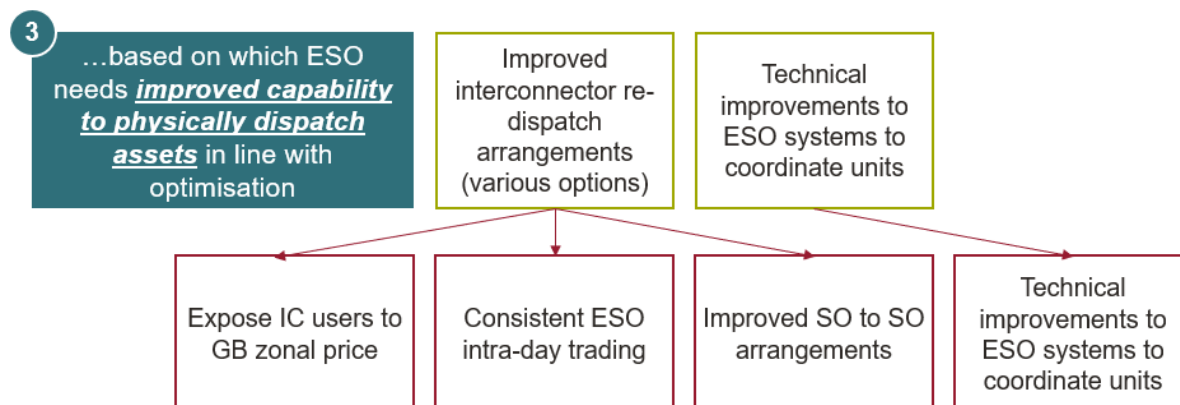 3
…based on which ESO
needs improved capability
to physically dispatch
assets in line with
optimisation
Improved
interconnector re-
dispatch
arrangements
(various options)
Technical
improvements to
ESO systems to
coordinate units
Expose IC users to
GB zonal price
Consistent ESO
intra-day trading
Improved SO to SO
arrangements
Technical
improvements to
ESO systems to
coordinate units